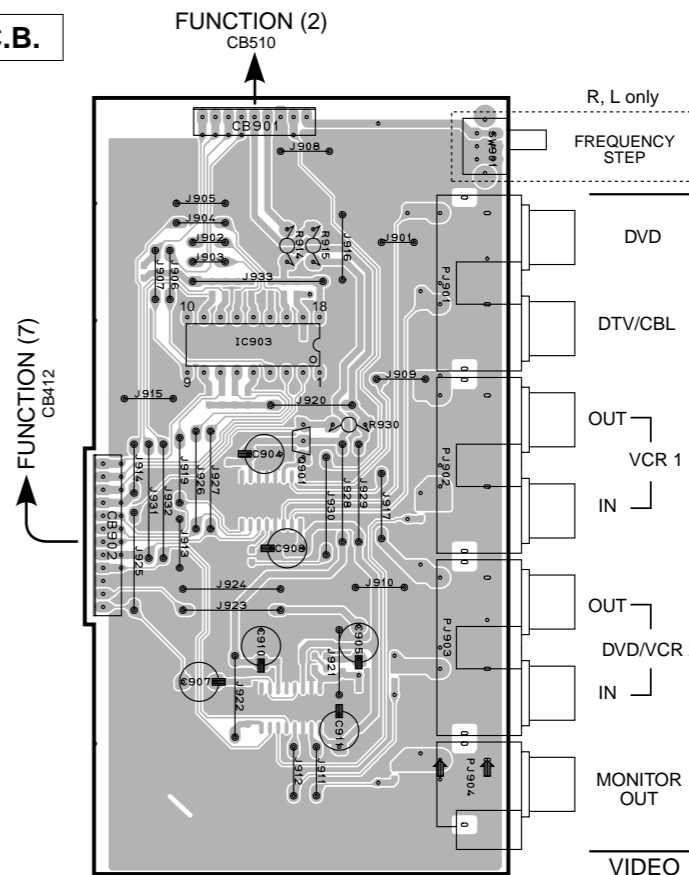 C.B.
FUNCTION (2)
CB510
R, L only
FREQUENCY
STEP
SW901
CB901
J908
J905
J904
J902
J903
J907
J906
R914
R915
J916
J901
J933
PJ901
DVD
DTV/CBL
10
18
IC903
9
1
FUNCTION (7)
CB412
J915
J909
J920
R930
C904
Q901
PJ902
OUT
VCR 1
IN
J914
J931
J932
J919
J926
J927
J930
J928
J929
J917
CB902
J925
J913
C908
J924
J910
J923
C910
C905
PJ903
OUT
DVD/VCR
IN
C907
J922
J921
C911
J912
J911
PJ904
MONITOR
OUT
VIDEO